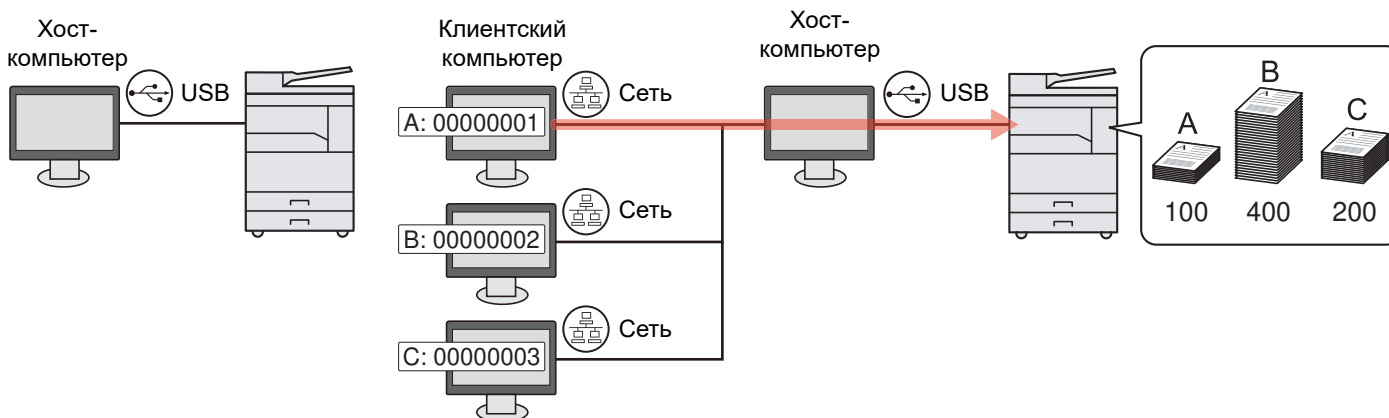 Хост-
компьютер
USB
Клиентский
компьютер
Сеть
A: 00000001
Сеть
B: 00000002
Сеть
C: 00000003
Хост-
компьютер
USB
A
B
C
100
400
200